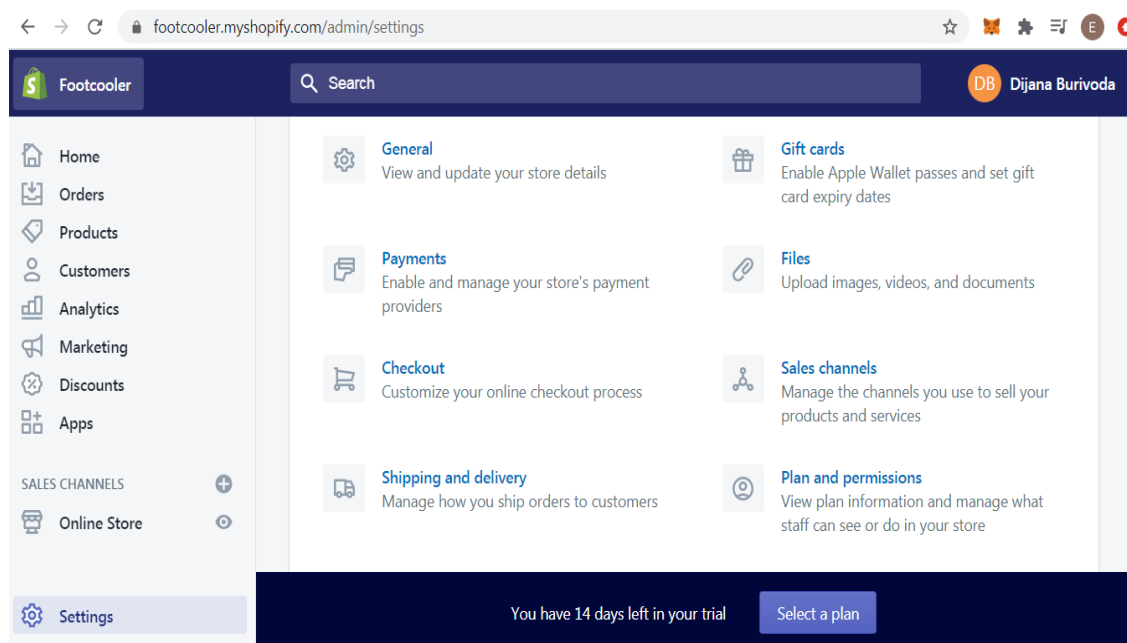 footcooler.myshopify.com/admin/settings
E
Footcooler
Search
DB
Dijana Burivoda
Home
Orders
Products
Customers
Analytics
Marketing
Discounts
Apps
SALES CHANNELS
Online Store
Settings
General
View and update your store details
Gift cards
Enable Apple Wallet passes and set gift
card expiry dates
Payments
Enable and manage your store's payment
providers
Files
Upload images, videos, and documents
Checkout
Customize your online checkout process
Sales channels
Manage the channels you use to sell your
products and services
Shipping and delivery
Manage how you ship orders to customers
Plan and permissions
View plan information and manage what
staff can see or do in your store
You have 14 days left in your trial
Select a plan